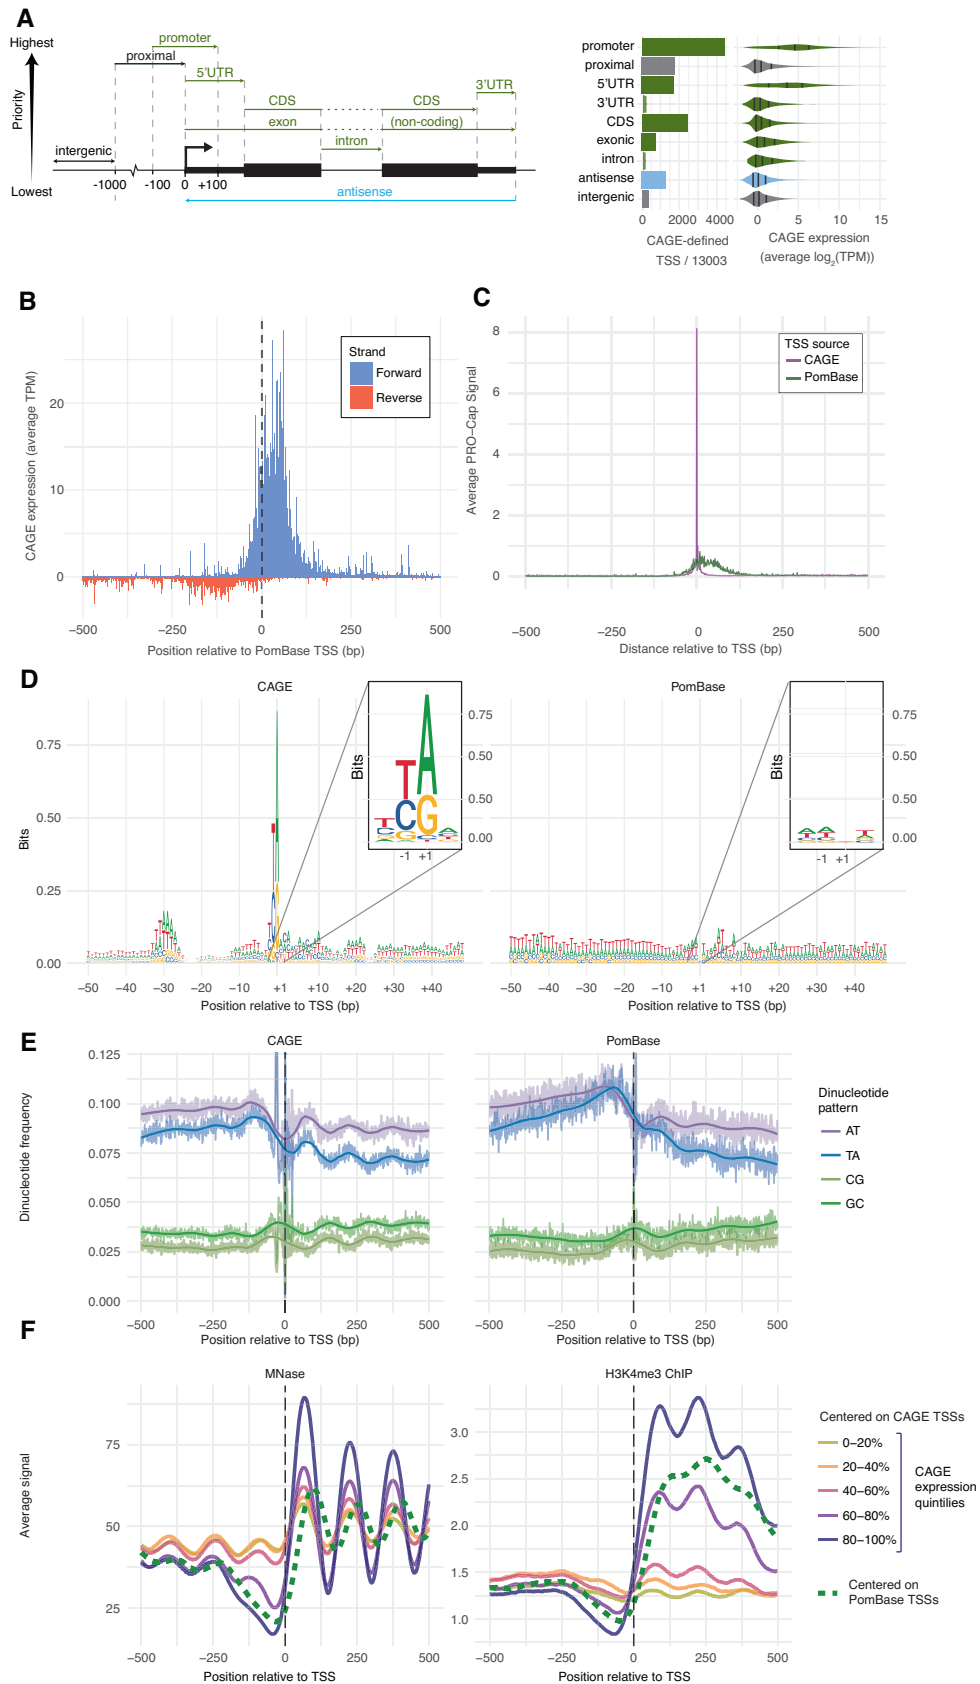 A
Highest
Priority
Lowest
promoter
proximal
5'UTR
3'UTR
CDS
CDS
exon
(non-coding)
intron
intergenic
-1000
-100
0
+100
antisense
promoter
proximal
5'UTR
3'UTR
CDS
exonic
intron
antisense
intergenic
0 2000 4000
CAGE-defined
TSS / 13003
0 5 10 15
CAGE expression
(average log2(TPM))
B
CAGE expression (average TPM)
20
10
0
Strand
Forward
Reverse
−500 −250 0 250 500
Position relative to PomBase TSS (bp)
C
Average PRO−Cap Signal
8
6
4
2
0
TSS source
CAGE
PomBase
−500 −250 0 250 500
Distance relative to TSS (bp)
D
CAGE
Bits
0.75
0.50
0.25
0.00
Bits
0.75
0.50
0.50
0.00
-1 +1
−50 −40 −30 −20 −10 +1 +10 +20 +30 +40
Position relative to TSS (bp)
PomBase
Bits
0.75
0.50
0.50
0.00
-1 +1
−50 −40 −30 −20 −10 +1 +10 +20 +30 +40
Position relative to TSS (bp)
E
CAGE
Dinucleotide frequency
0.125
0.100
0.075
0.050
0.025
0.000
−500 −250 0 250 500
Position relative to TSS (bp)
PomBase
−500 −250 0 250 500
Position relative to TSS (bp)
Dinucleotide
pattern
AT
TA
CG
GC
F
MNase
Average signal
75
50
25
−500 −250 0 250 500
Position relative to TSS
H3K4me3 ChIP
3.0
2.5
2.0
1.5
1.0
−500 −250 0 250 500
Position relative to TSS
Centered on CAGE TSSs
0−20%
20−40%
40−60%
60−80%
80−100%
CAGE
expression
quintilies
Centered on
PomBase TSSs